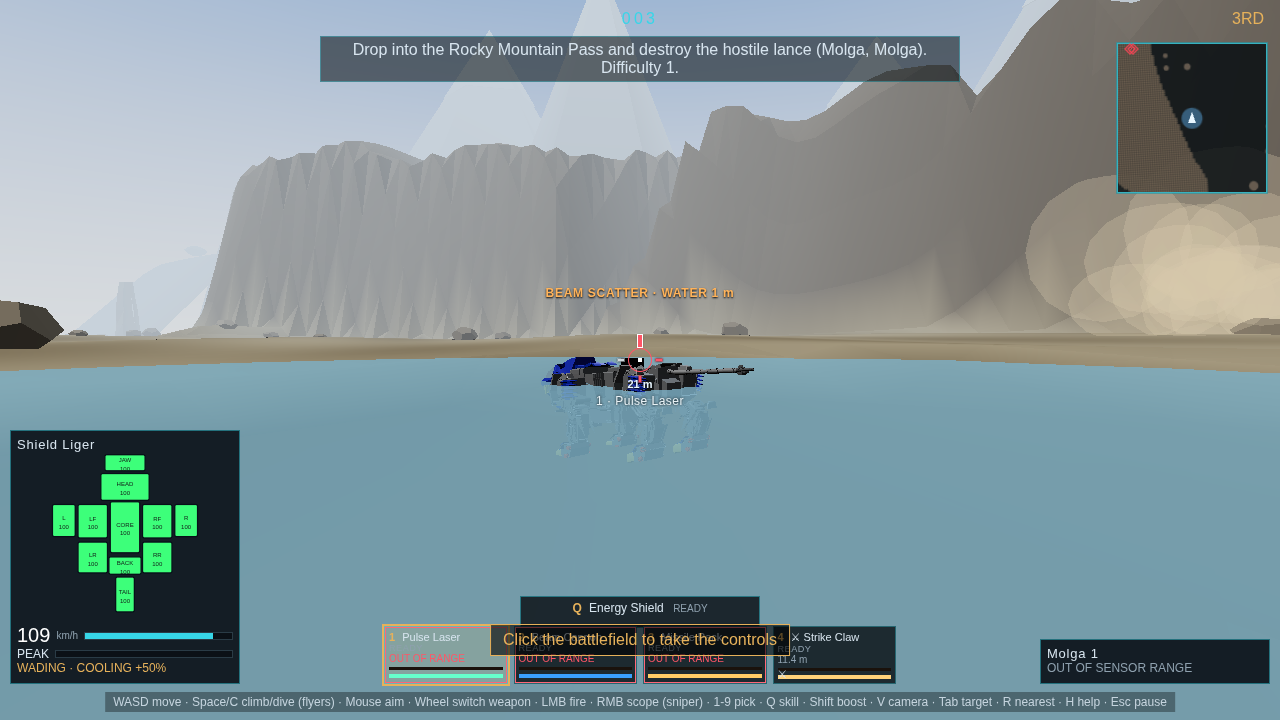 003
3RD
Drop into the Rocky Mountain Pass and destroy the hostile lance (Molga, Molga).
Difficulty 1.
BEAM SCATTER · WATER 1 m
21 m
1 · Pulse Laser
Shield Liger
JAW
100
HEAD
100
L
100
LF
100
CORE
100
RF
100
R
100
LR
100
BACK
100
RR
100
TAIL
100
109 km/h
PEAK
WADING · COOLING +50%
Q Energy Shield READY
1 Pulse Laser
OUT OF RANGE
READY
OUT OF RANGE
READY
OUT OF RANGE
4 ⚔ Strike Claw
READY
11.4 m
Click the battlefield to take the controls
Molga 1
OUT OF SENSOR RANGE
WASD move · Space/C climb/dive (flyers) · Mouse aim · Wheel switch weapon · LMB fire · RMB scope (sniper) · 1-9 pick · Q skill · Shift boost · V camera · Tab target · R nearest · H help · Esc pause